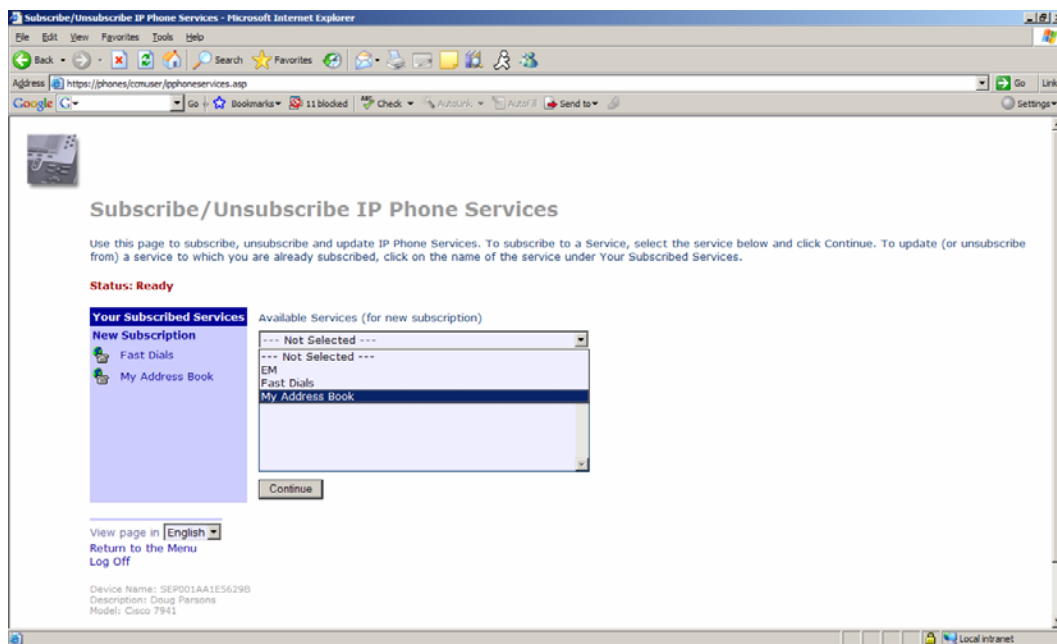 Subscribe/Unsubscribe IP Phone Services - Microsoft Internet Explorer
File Edit View Favorites Tools Help
Back Search Favorites
Address https://phones/ccmuser/ipphoneservices.asp Go Link
Google G Go Bookmarks 11 blocked Check AutoLink AutoFill Send to Settings
Subscribe/Unsubscribe IP Phone Services
Use this page to subscribe, unsubscribe and update IP Phone Services. To subscribe to a Service, select the service below and click Continue. To update (or unsubscribe
from) a service to which you are already subscribed, click on the name of the service under Your Subscribed Services.
Status: Ready
Your Subscribed Services
New Subscription
Fast Dials
My Address Book
Available Services (for new subscription)
--- Not Selected ---
--- Not Selected ---
EM
Fast Dials
My Address Book
Continue
View page in English
Return to the Menu
Log Off
Device Name: SEP001AA1E5629B
Description: Doug Parsons
Model: Cisco 7941
Local intranet